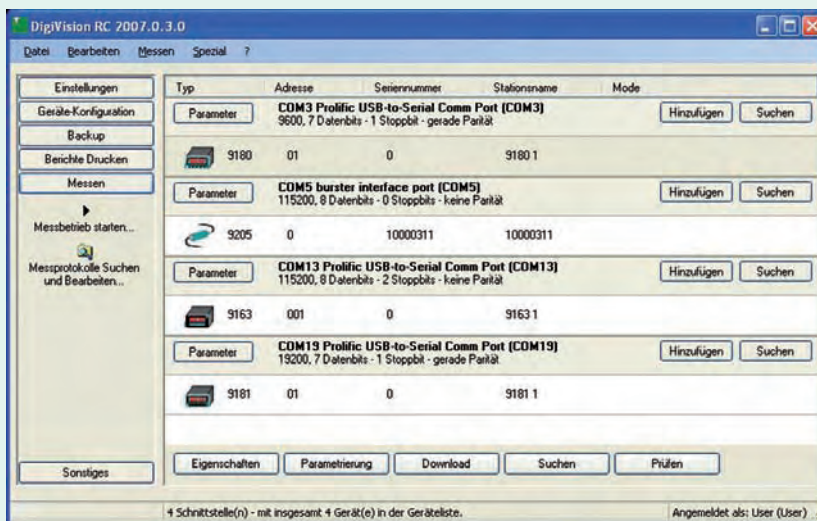 DigiVision RC 2007.0.3.0
Datei Bearbeiten Messen Spezial ?
Einstellungen
Geräte-Konfiguration
Backup
Berichte Drucken
Messen
Messbetrieb starten...
Messprotokolle Suchen
und Bearbeiten...
Sonstiges
Typ Adresse Seriennummer Stationsname Mode
Parameter COM3 Prolific USB-to-Serial Comm Port (COM3) Hinzufügen Suchen
9600, 7 Datenbits - 1 Stoppbit - gerade Parität
9180 01 0 9180 1
Parameter COM5 burster interface port (COM5) Hinzufügen Suchen
115200, 8 Datenbits - 0 Stoppbits - keine Parität
9205 0 10000311 10000311
Parameter COM13 Prolific USB-to-Serial Comm Port (COM13) Hinzufügen Suchen
115200, 8 Datenbits - 2 Stoppbits - keine Parität
9163 001 0 9163 1
Parameter COM19 Prolific USB-to-Serial Comm Port (COM19) Hinzufügen Suchen
19200, 7 Datenbits - 1 Stoppbit - gerade Parität
9181 01 0 9181 1
Eigenschaften Parametrierung Download Suchen Prüfen
4 Schnittstelle(n) - mit insgesamt 4 Gerät(e) in der Geräteliste. Angemeldet als: User (User)